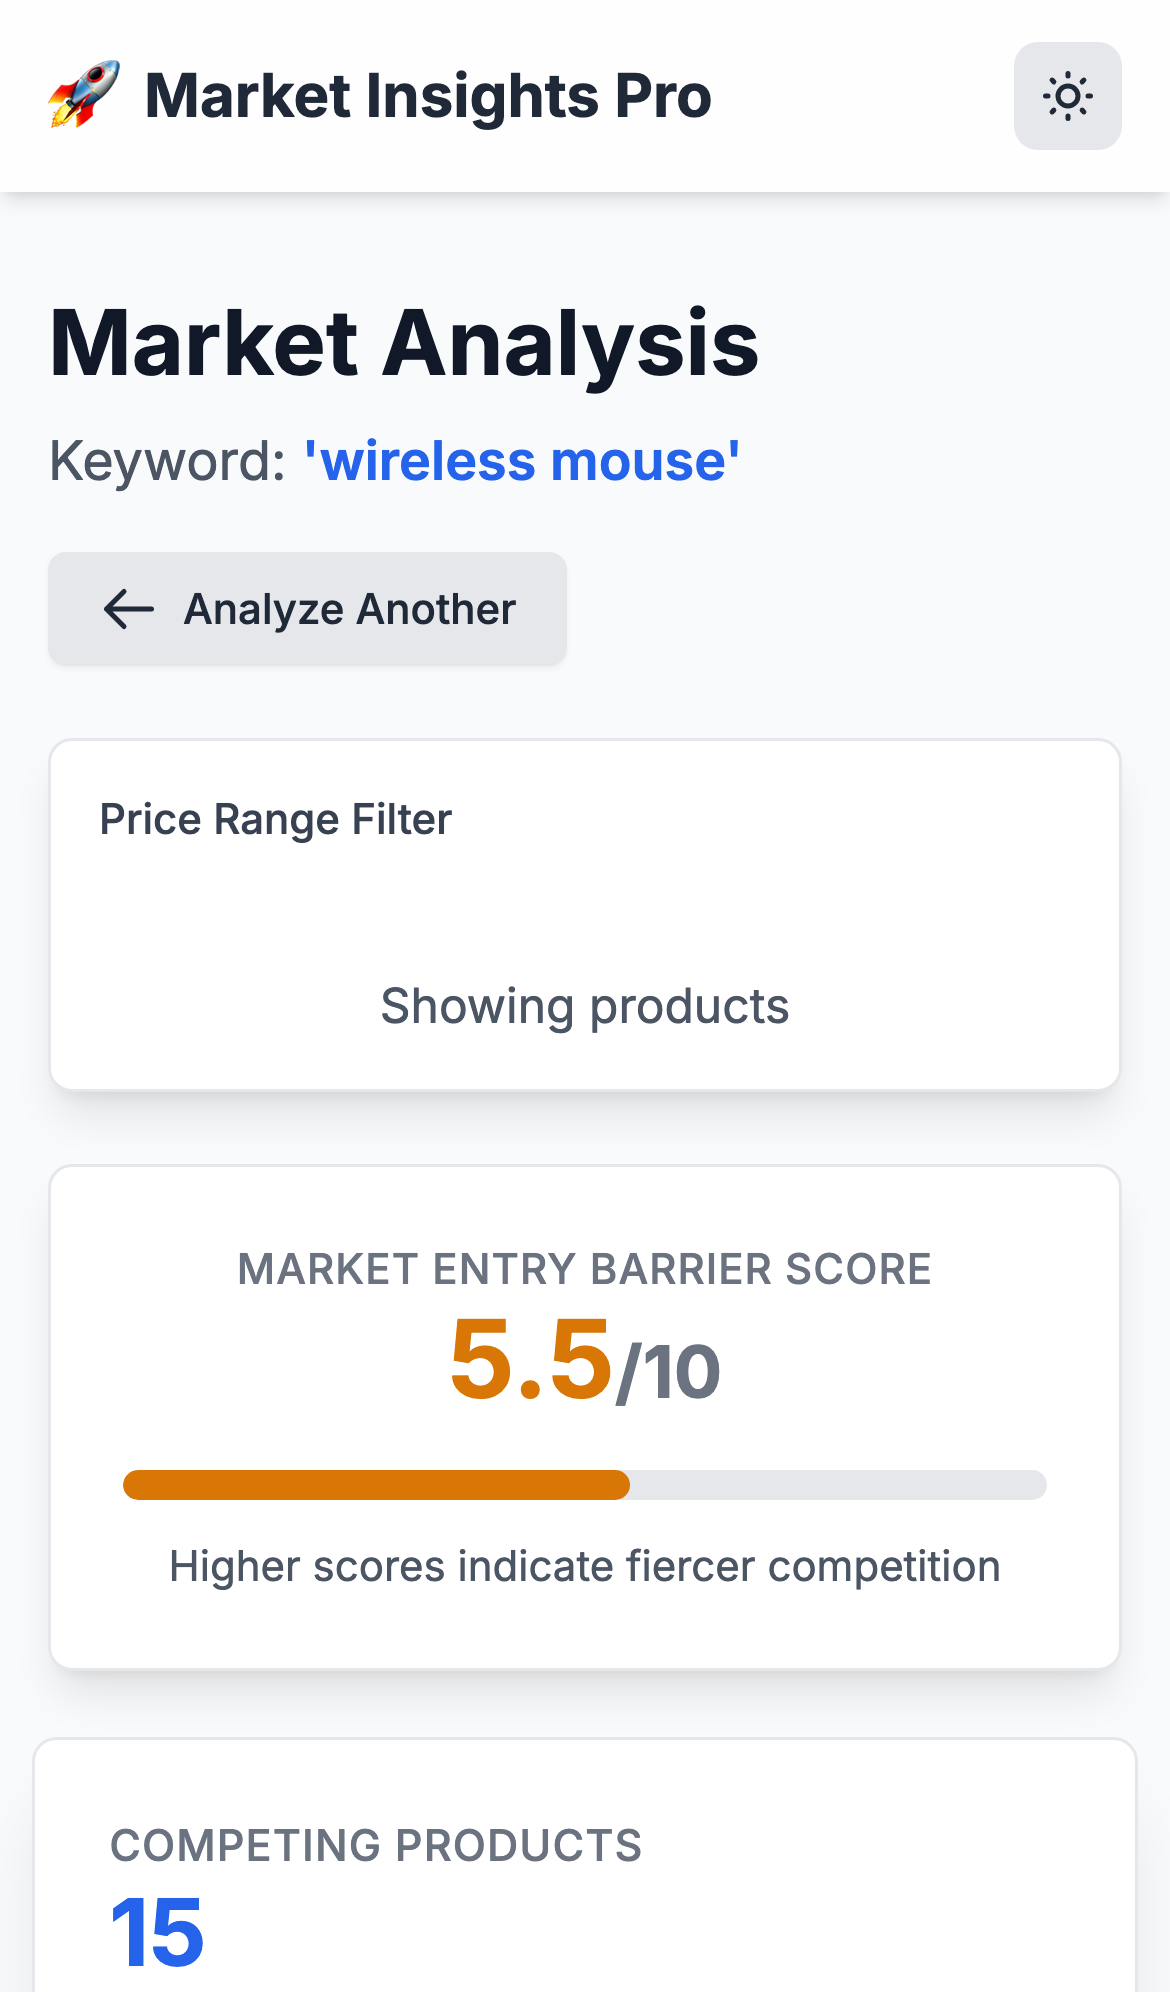 🚀 Market Insights Pro
Market Analysis
Keyword: 'wireless mouse'
Analyze Another
Price Range Filter
Showing products
MARKET ENTRY BARRIER SCORE
5.5/10
Higher scores indicate fiercer competition
COMPETING PRODUCTS
15